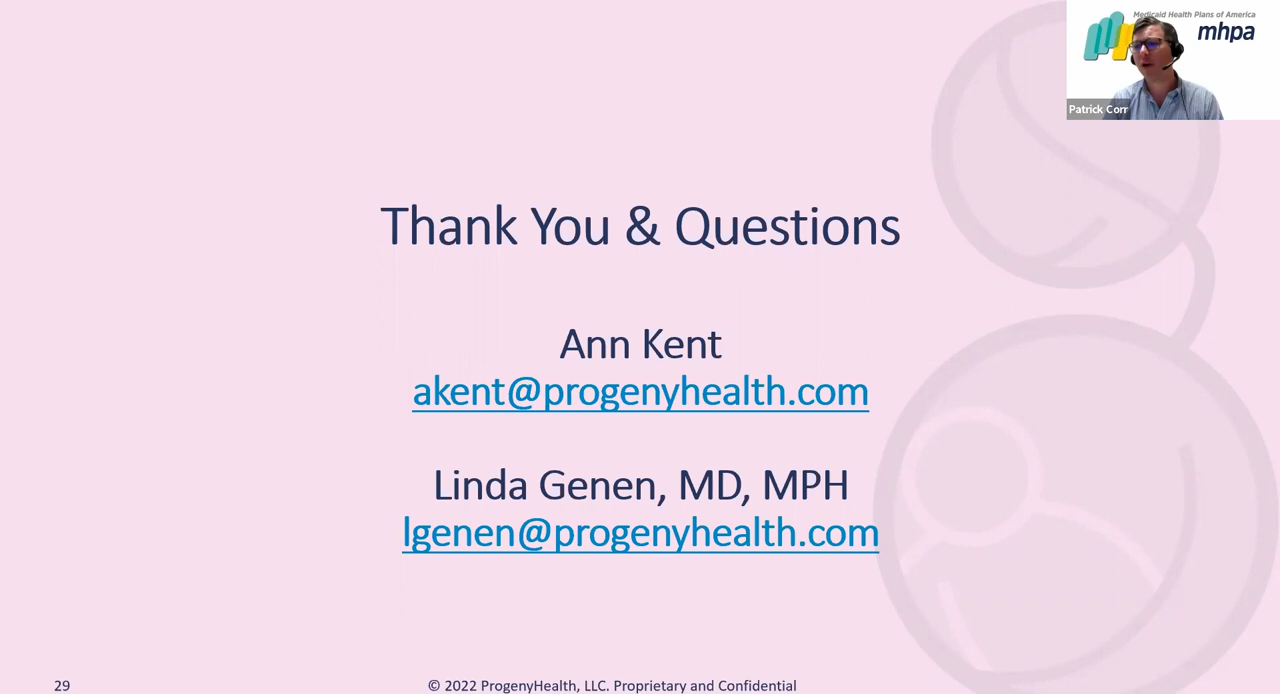 Medicaid Health Plans of America
mhpa
Patrick Corr
Thank You & Questions
Ann Kent
akent@progenyhealth.com
Linda Genen, MD, MPH
lgenen@progenyhealth.com
29
© 2022 ProgenyHealth, LLC. Proprietary and Confidential